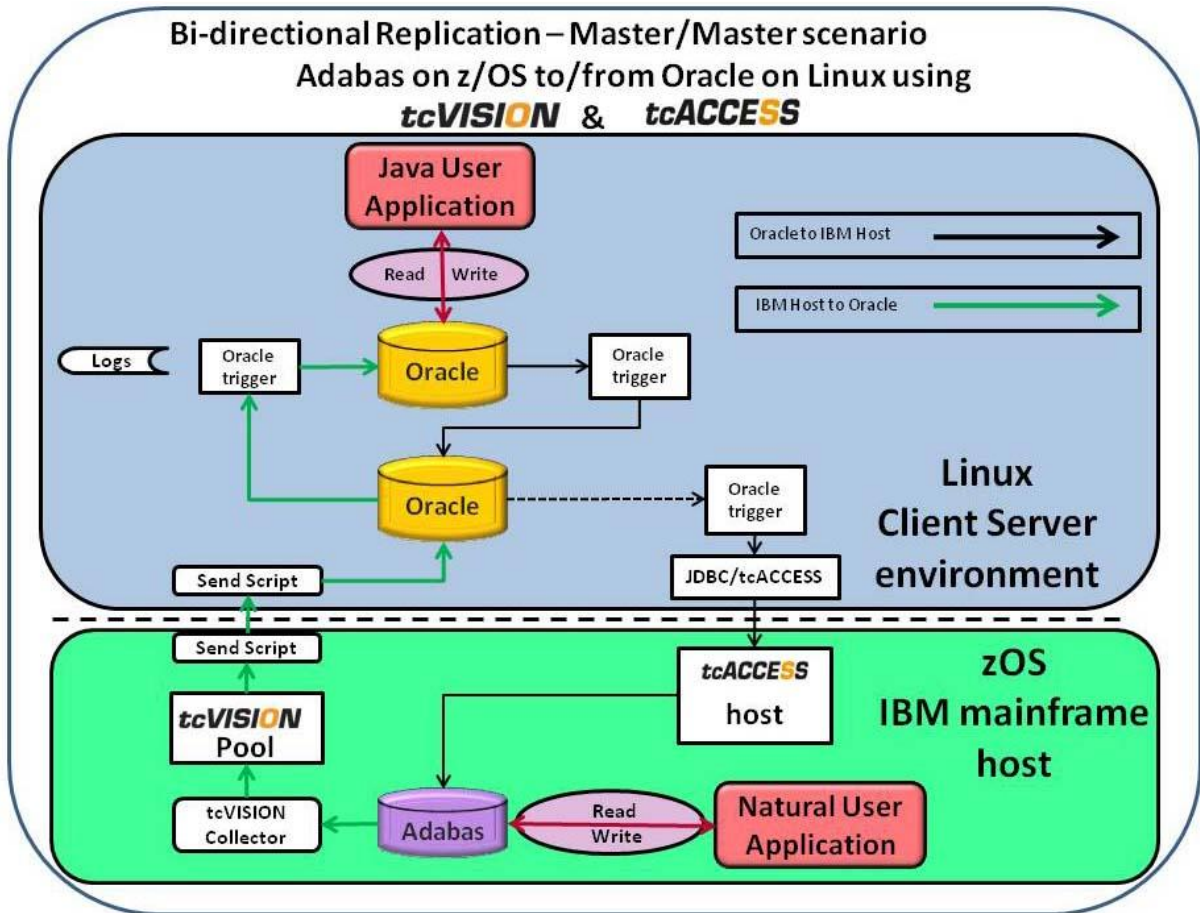 Bi-directional Replication – Master/Master scenario
Adabas on z/OS to/from Oracle on Linux using
tcVISION & tcACCESS
Java User
Application
Read Write
Oracle to IBM Host
IBM Host to Oracle
Logs
Oracle
trigger
Oracle
Oracle
trigger
Oracle
Oracle
trigger
Linux
Client Server
environment
Send Script
JDBC/tcACCESS
Send Script
tcVISION
Pool
tcACCESS
host
zOS
IBM mainframe
host
tcVISION
Collector
Adabas
Read
Write
Natural User
Application